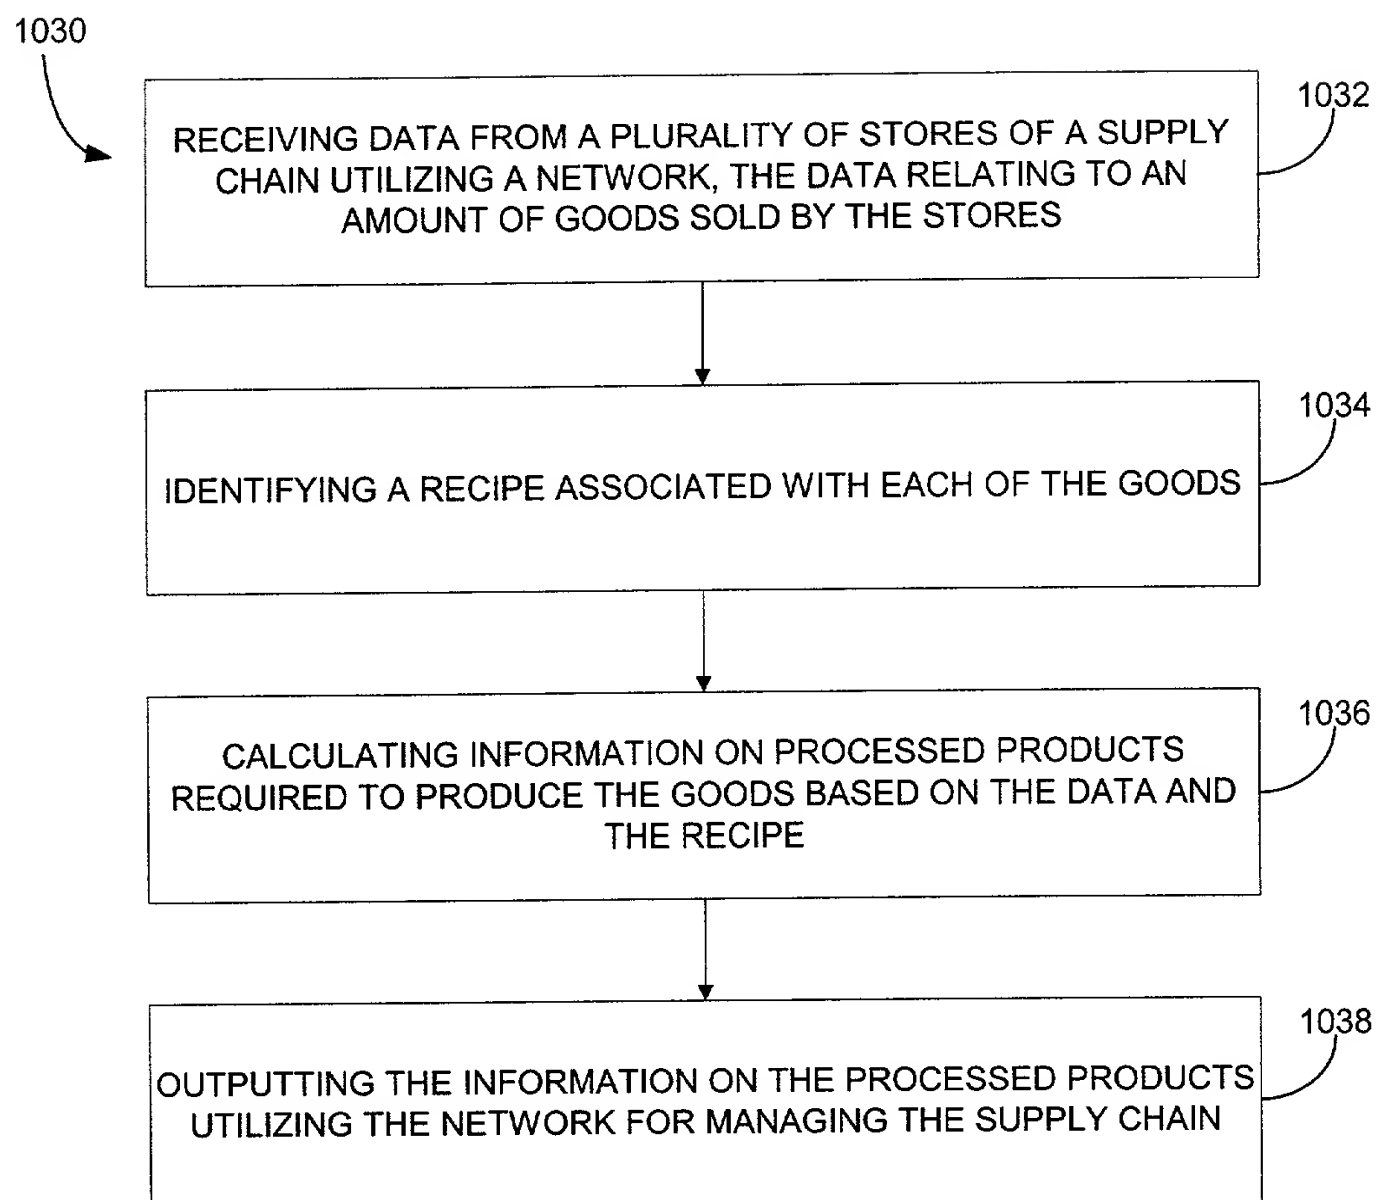 1030
1032
RECEIVING DATA FROM A PLURALITY OF STORES OF A SUPPLY
CHAIN UTILIZING A NETWORK, THE DATA RELATING TO AN
AMOUNT OF GOODS SOLD BY THE STORES
1034
IDENTIFYING A RECIPE ASSOCIATED WITH EACH OF THE GOODS
1036
CALCULATING INFORMATION ON PROCESSED PRODUCTS
REQUIRED TO PRODUCE THE GOODS BASED ON THE DATA AND
THE RECIPE
1038
OUTPUTTING THE INFORMATION ON THE PROCESSED PRODUCTS
UTILIZING THE NETWORK FOR MANAGING THE SUPPLY CHAIN